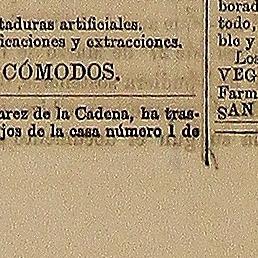 taduras artificiales,
icaciones y extracciones.
CÓMODOS.
arez de la Cadena, ha tras-
jos de la casa número 1 de
borad
todo,
ble y
Los
VEG
Farm
SAN